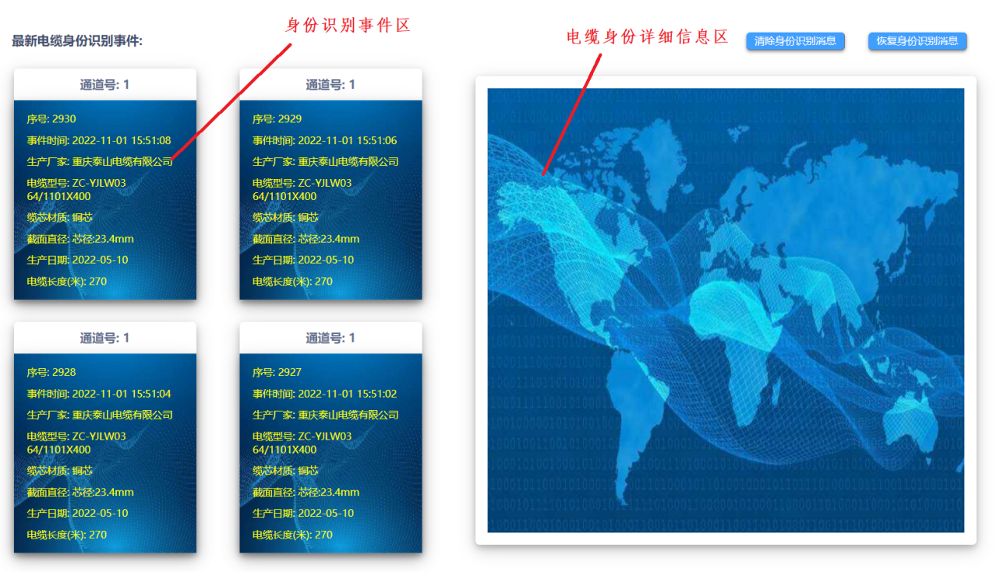 身份识别事件区
电缆身份详细信息区
最新电缆身份识别事件:
清除身份识别消息
恢复身份识别消息
通道号: 1
序号: 2930
事件时间: 2022-11-01 15:51:08
生产厂家: 重庆泰山电缆有限公司
电缆型号: ZC-YJLW03
64/1101X400
缆芯材质: 铜芯
截面直径: 芯径:23.4mm
生产日期: 2022-05-10
电缆长度(米): 270
通道号: 1
序号: 2929
事件时间: 2022-11-01 15:51:06
生产厂家: 重庆泰山电缆有限公司
电缆型号: ZC-YJLW03
64/1101X400
缆芯材质: 铜芯
截面直径: 芯径:23.4mm
生产日期: 2022-05-10
电缆长度(米): 270
通道号: 1
序号: 2928
事件时间: 2022-11-01 15:51:04
生产厂家: 重庆泰山电缆有限公司
电缆型号: ZC-YJLW03
64/1101X400
缆芯材质: 铜芯
截面直径: 芯径:23.4mm
生产日期: 2022-05-10
电缆长度(米): 270
通道号: 1
序号: 2927
事件时间: 2022-11-01 15:51:02
生产厂家: 重庆泰山电缆有限公司
电缆型号: ZC-YJLW03
64/1101X400
缆芯材质: 铜芯
截面直径: 芯径:23.4mm
生产日期: 2022-05-10
电缆长度(米): 270